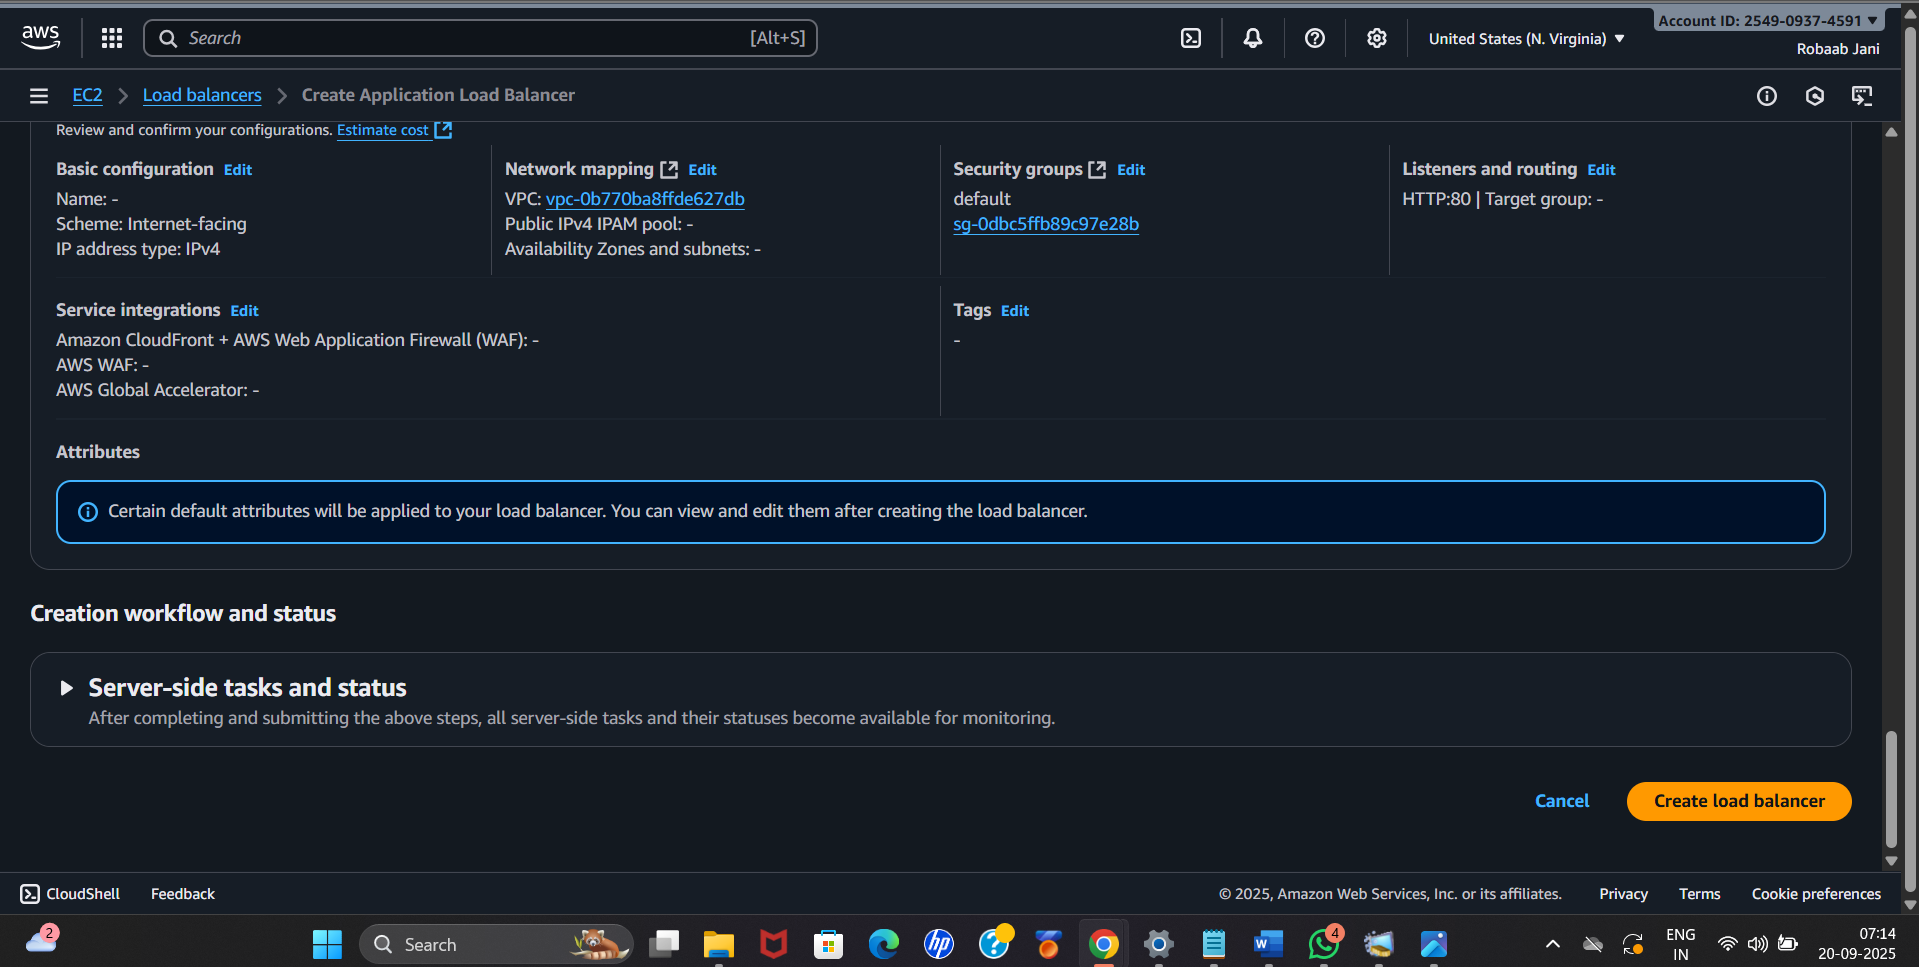 aws
Search
[Alt+S]
United States (N. Virginia)
Account ID: 2549-0937-4591
Robaab Jani
EC2
Load balancers
Create Application Load Balancer
Review and confirm your configurations. Estimate cost
Basic configuration Edit
Name: -
Scheme: Internet-facing
IP address type: IPv4
Network mapping Edit
VPC: vpc-0b770ba8ffde627db
Public IPv4 IPAM pool: -
Availability Zones and subnets: -
Security groups Edit
default
sg-0dbc5ffb89c97e28b
Listeners and routing Edit
HTTP:80 | Target group: -
Service integrations Edit
Amazon CloudFront + AWS Web Application Firewall (WAF): -
AWS WAF: -
AWS Global Accelerator: -
Tags Edit
-
Attributes
Certain default attributes will be applied to your load balancer. You can view and edit them after creating the load balancer.
Creation workflow and status
Server-side tasks and status
After completing and submitting the above steps, all server-side tasks and their statuses become available for monitoring.
Cancel
Create load balancer
CloudShell
Feedback
© 2025, Amazon Web Services, Inc. or its affiliates.
Privacy
Terms
Cookie preferences
2
Search
hp
W
4
ENG
IN
07:14
20-09-2025